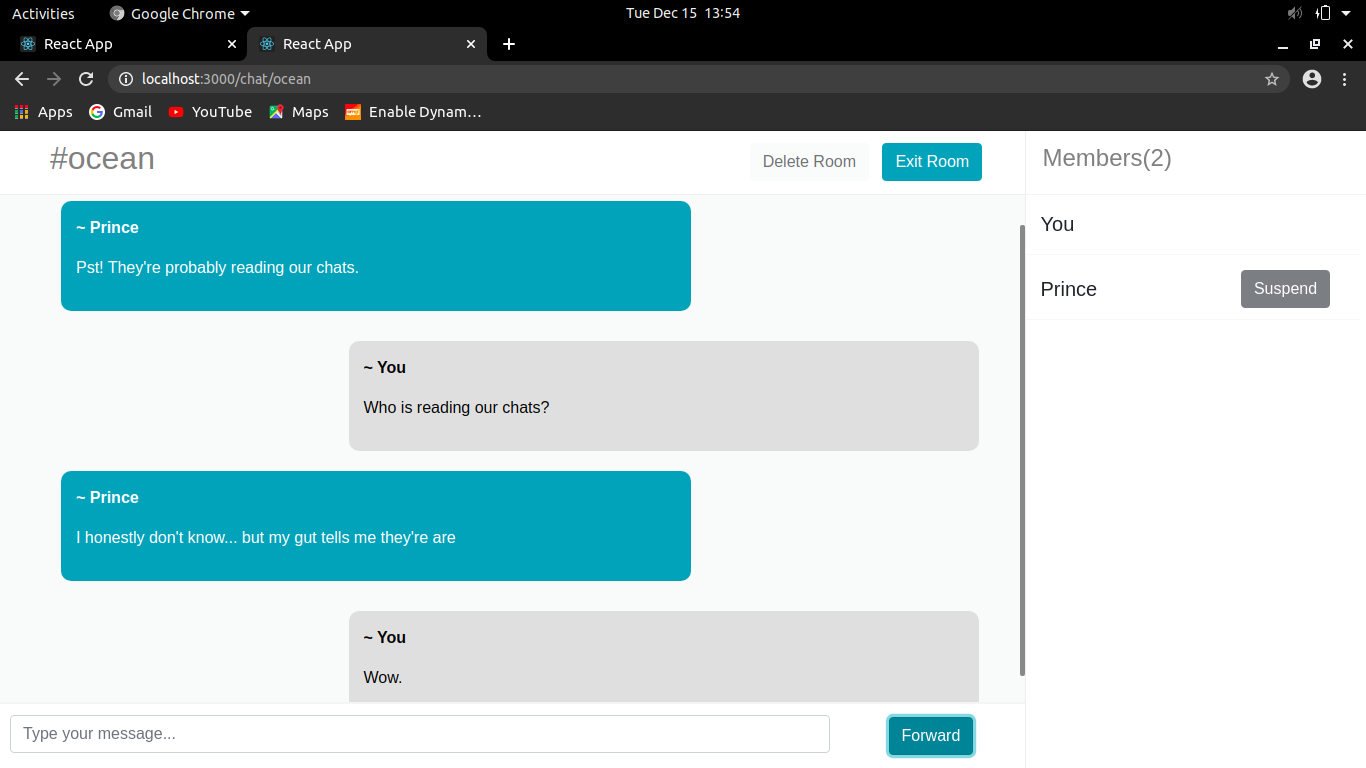 Activities Google Chrome Tue Dec 15 13:54
React App React App
localhost:3000/chat/ocean
Apps Gmail YouTube Maps Enable Dynam...
#ocean Delete Room Exit Room Members(2)
~ Prince
Pst! They're probably reading our chats.
~ You
Who is reading our chats?
~ Prince
I honestly don't know... but my gut tells me they're are
~ You
Wow.
Type your message... Forward
You
Prince Suspend